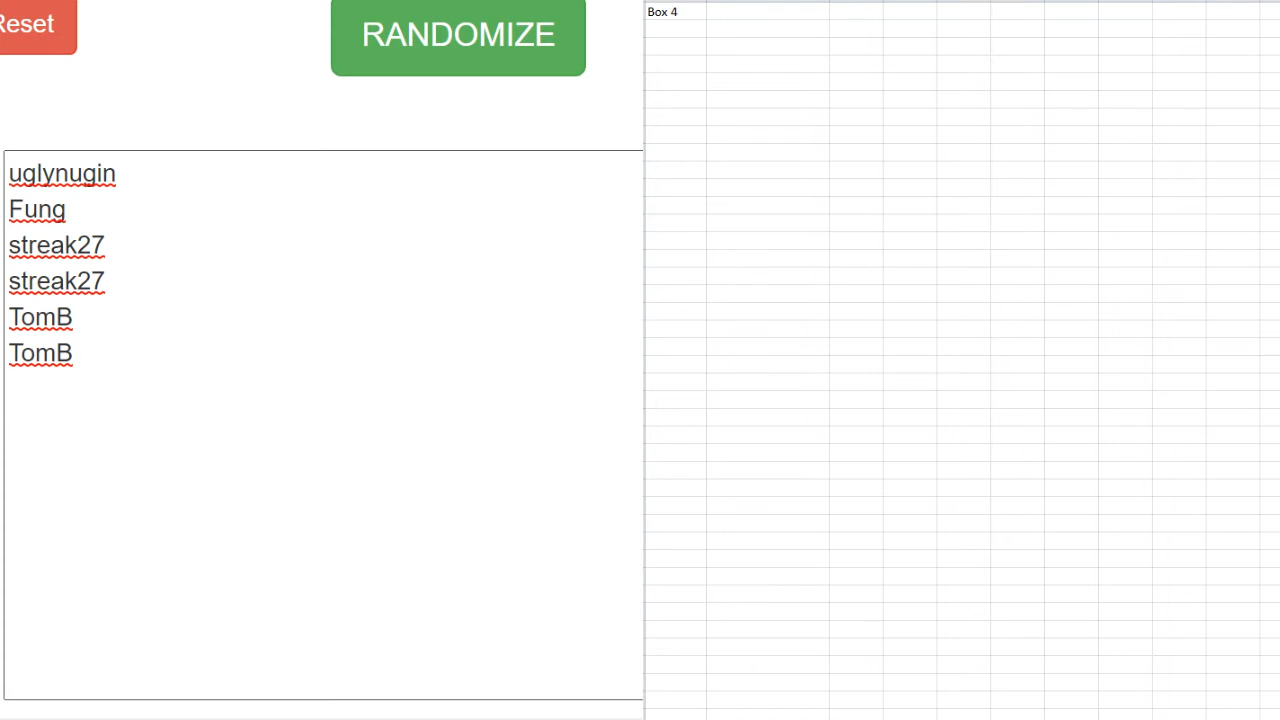 Reset
RANDOMIZE
Box 4
uglynugin
Fung
streak27
streak27
TomB
TomB